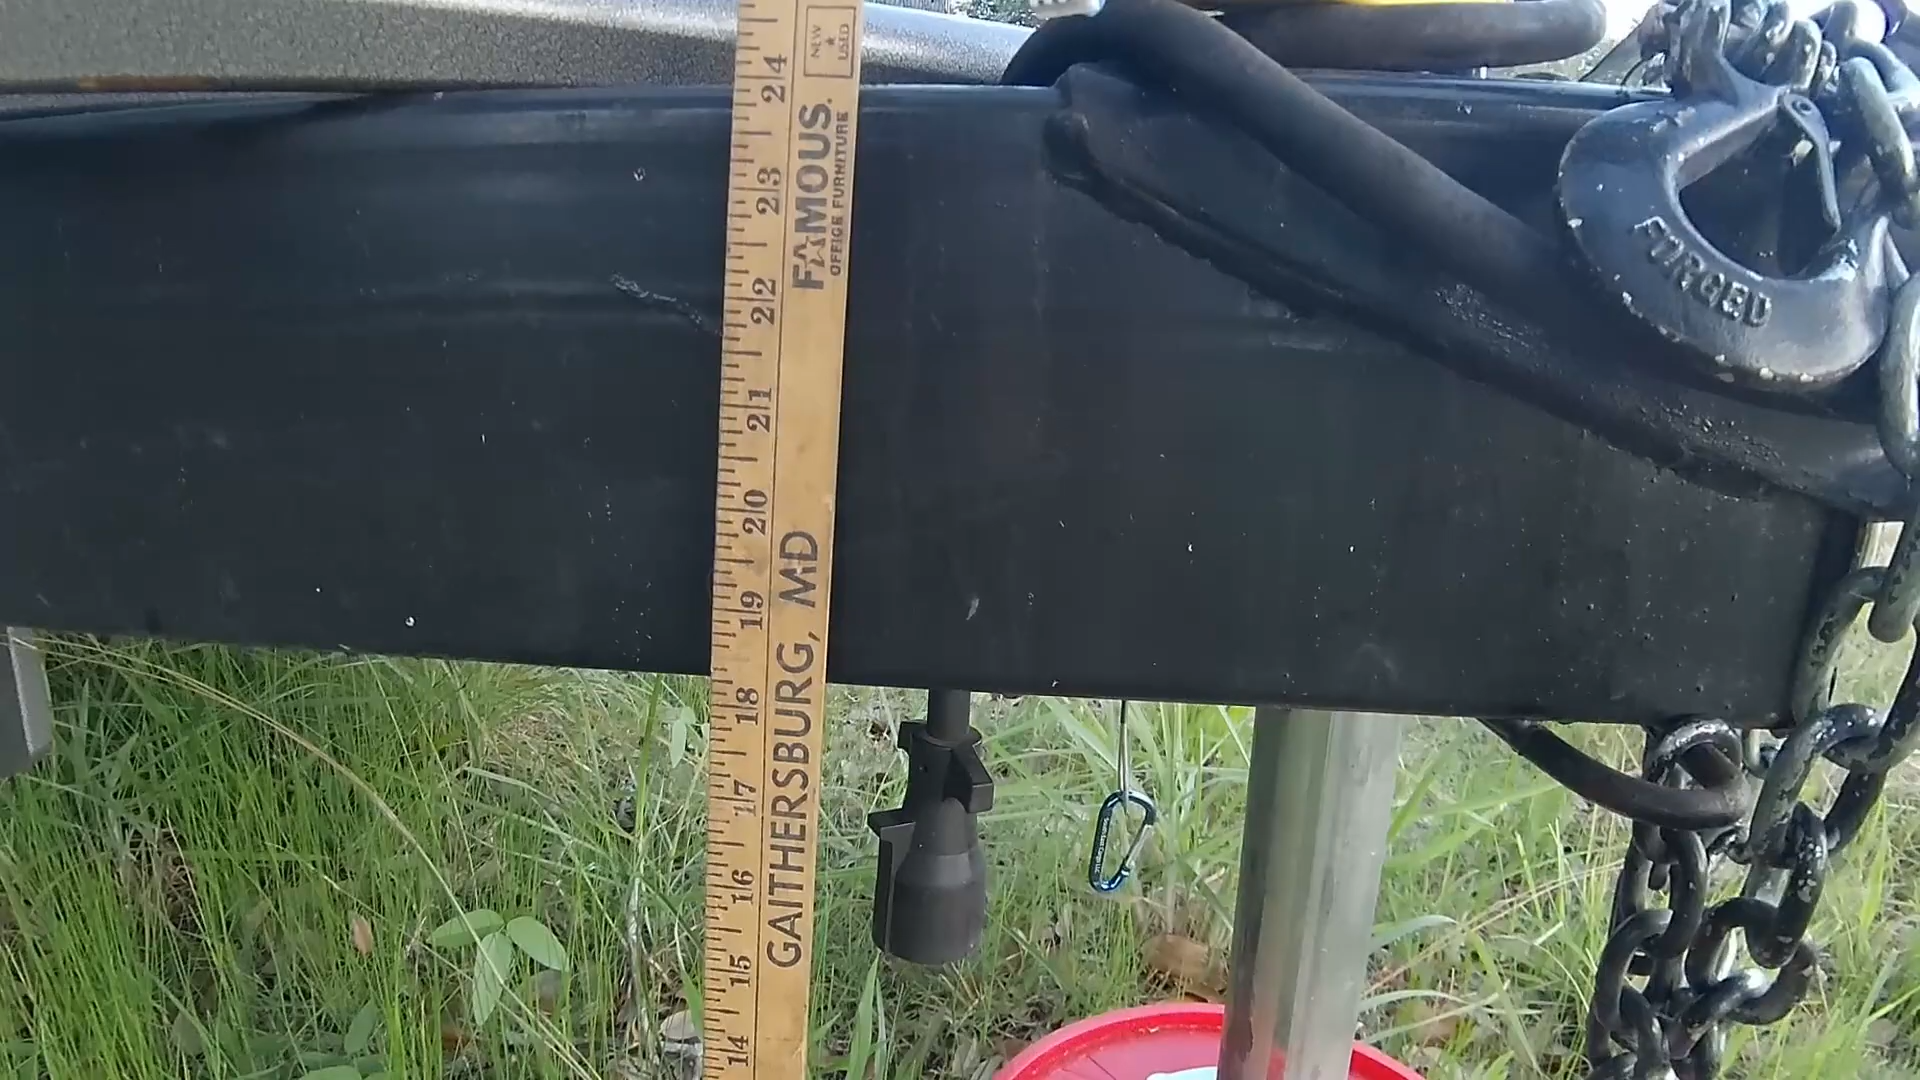 NEW
★
USED
FAMOUS.
OFFICE FURNITURE
GAITHERSBURG, MD
24
23
22
21
20
19
18
17
16
15
14
FORGED